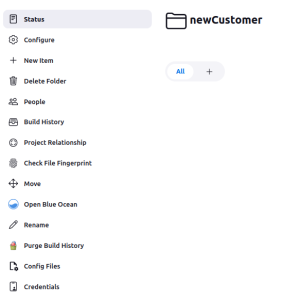 Status
newCustomer
Configure
New Item
All +
Delete Folder
People
Build History
Project Relationship
Check File Fingerprint
Move
Open Blue Ocean
Rename
Purge Build History
Config Files
Credentials